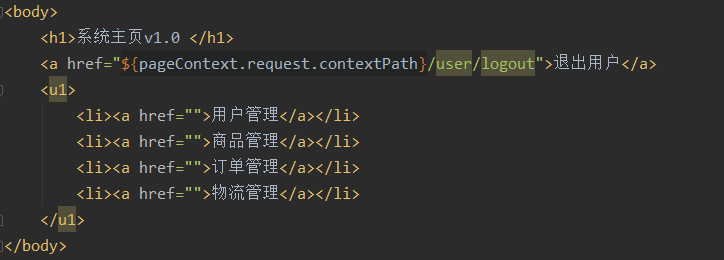 <body>
<h1>系统主页v1.0 </h1>
<a href="${pageContext.request.contextPath}/user/logout">退出用户</a>
<u1>
<li><a href="">用户管理</a></li>
<li><a href="">商品管理</a></li>
<li><a href="">订单管理</a></li>
<li><a href="">物流管理</a></li>
</u1>
</body>